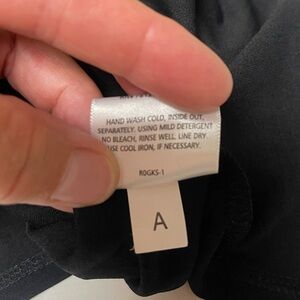 HAND WASH COLD, INSIDE OUT,
SEPARATELY. USING MILD DETERGENT
NO BLEACH, RINSE WELL. LINE DRY.
USE COOL IRON, IF NECESSARY.
R0GKS-1
A